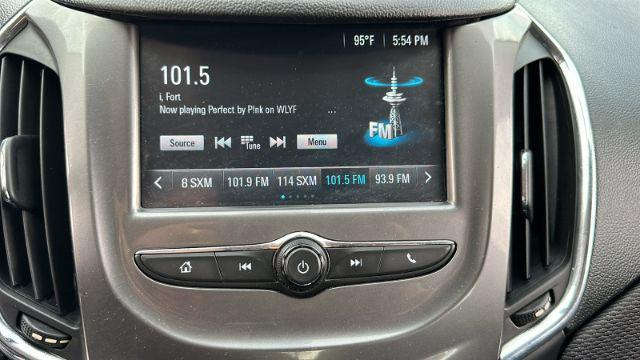 95°F 5:54 PM
101.5
i, Fort
Now playing Perfect by P!nk on WLYF ...
FM
Source Tune Menu
8 SXM 101.9 FM 114 SXM 101.5 FM 93.9 FM